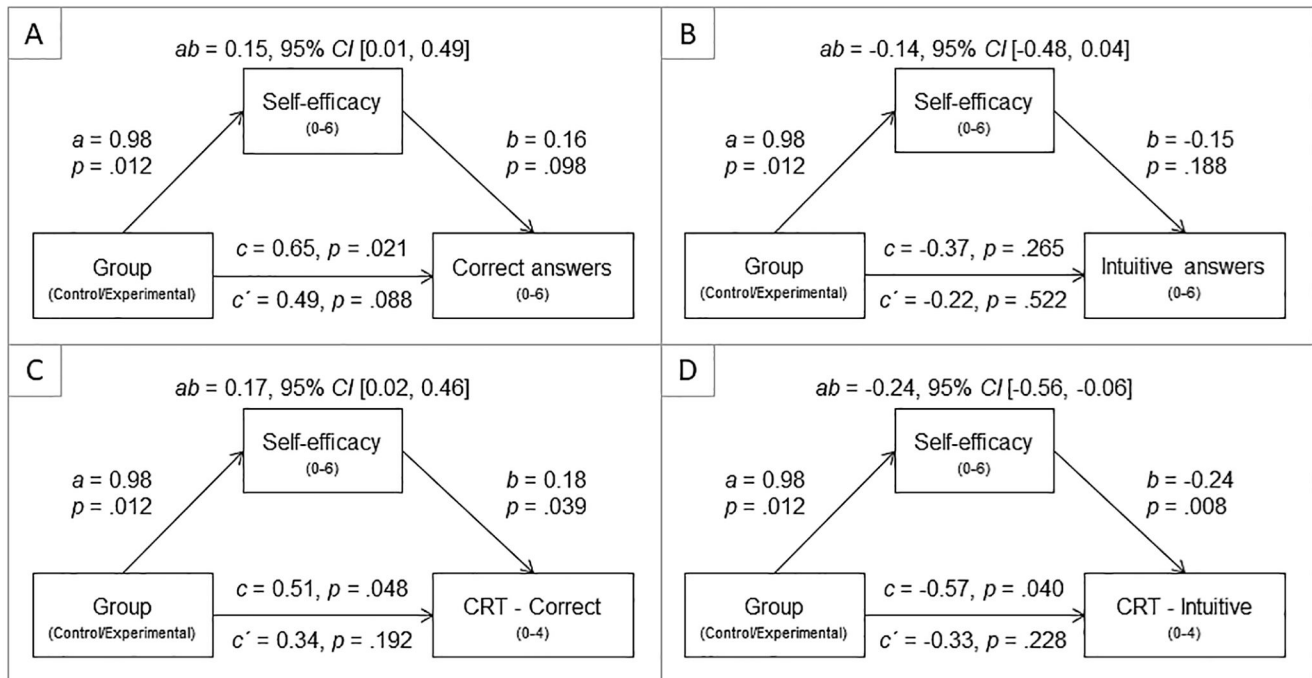 A
ab = 0.15, 95% CI [0.01, 0.49]
Self-efficacy
(0-6)
a = 0.98
p = .012
b = 0.16
p = .098
Group
(Control/Experimental)
c = 0.65, p = .021
c´ = 0.49, p = .088
Correct answers
(0-6)
B
ab = -0.14, 95% CI [-0.48, 0.04]
Self-efficacy
(0-6)
a = 0.98
p = .012
b = -0.15
p = .188
Group
(Control/Experimental)
c = -0.37, p = .265
c´ = -0.22, p = .522
Intuitive answers
(0-6)
C
ab = 0.17, 95% CI [0.02, 0.46]
Self-efficacy
(0-6)
a = 0.98
p = .012
b = 0.18
p = .039
Group
(Control/Experimental)
c = 0.51, p = .048
c´ = 0.34, p = .192
CRT - Correct
(0-4)
D
ab = -0.24, 95% CI [-0.56, -0.06]
Self-efficacy
(0-6)
a = 0.98
p = .012
b = -0.24
p = .008
Group
(Control/Experimental)
c = -0.57, p = .040
c´ = -0.33, p = .228
CRT - Intuitive
(0-4)